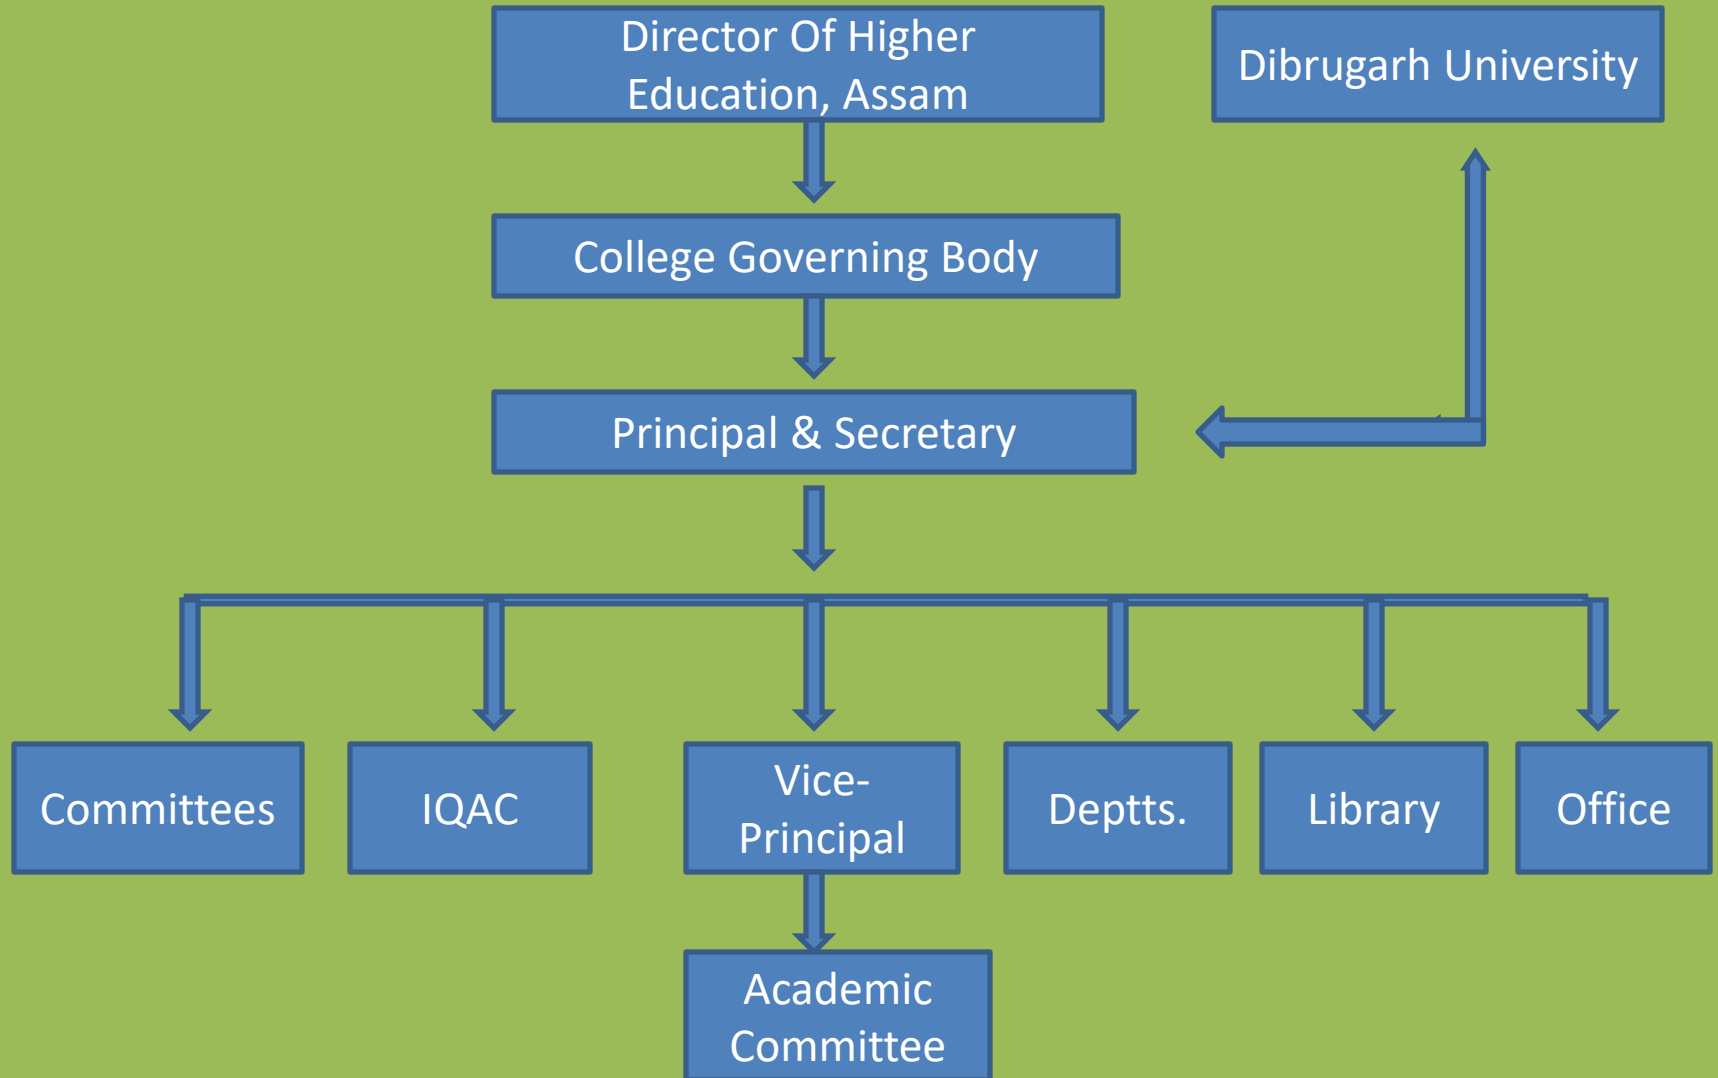 Director Of Higher
Education, Assam
Dibrugarh University
College Governing Body
Principal & Secretary
Committees
IQAC
Vice-
Principal
Deptts.
Library
Office
Academic
Committee